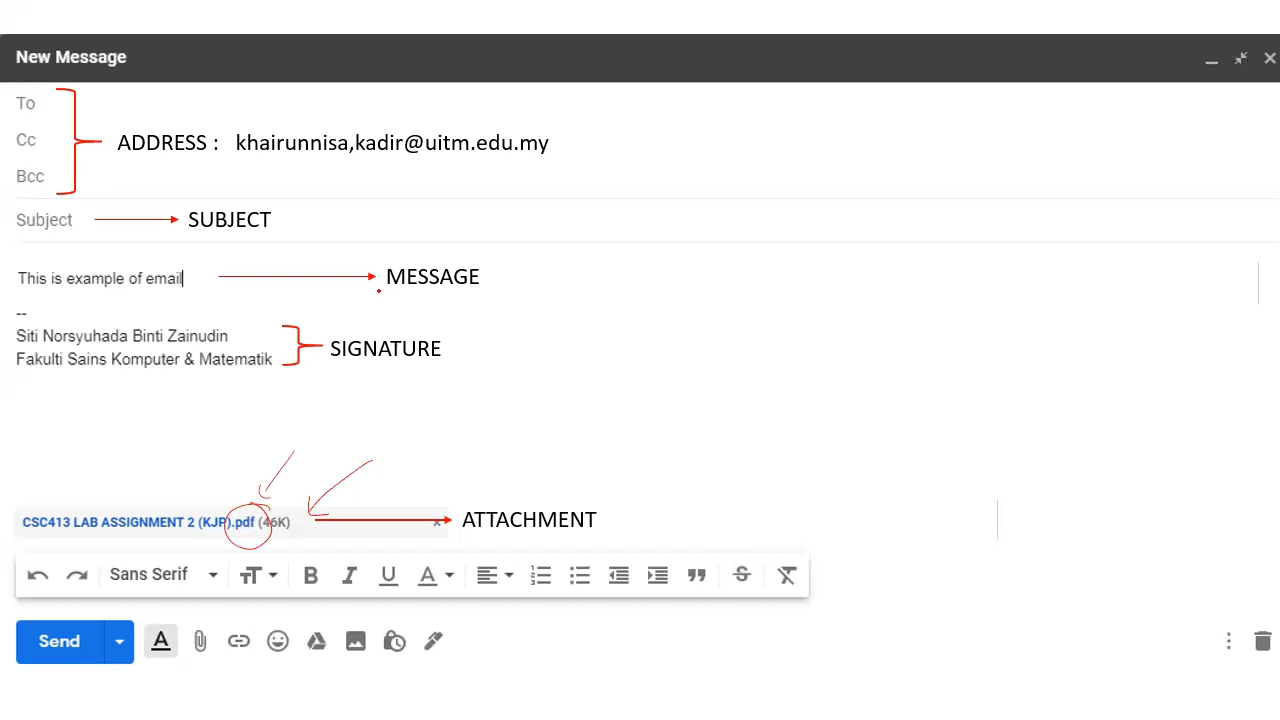 New Message
To
Cc
ADDRESS : khairunnisa,kadir@uitm.edu.my
Bcc
Subject SUBJECT
This is example of email MESSAGE
--
Siti Norsyuhada Binti Zainudin
Fakulti Sains Komputer & Matematik
SIGNATURE
CSC413 LAB ASSIGNMENT 2 (KJP).pdf (46K) ATTACHMENT
Sans Serif
Send